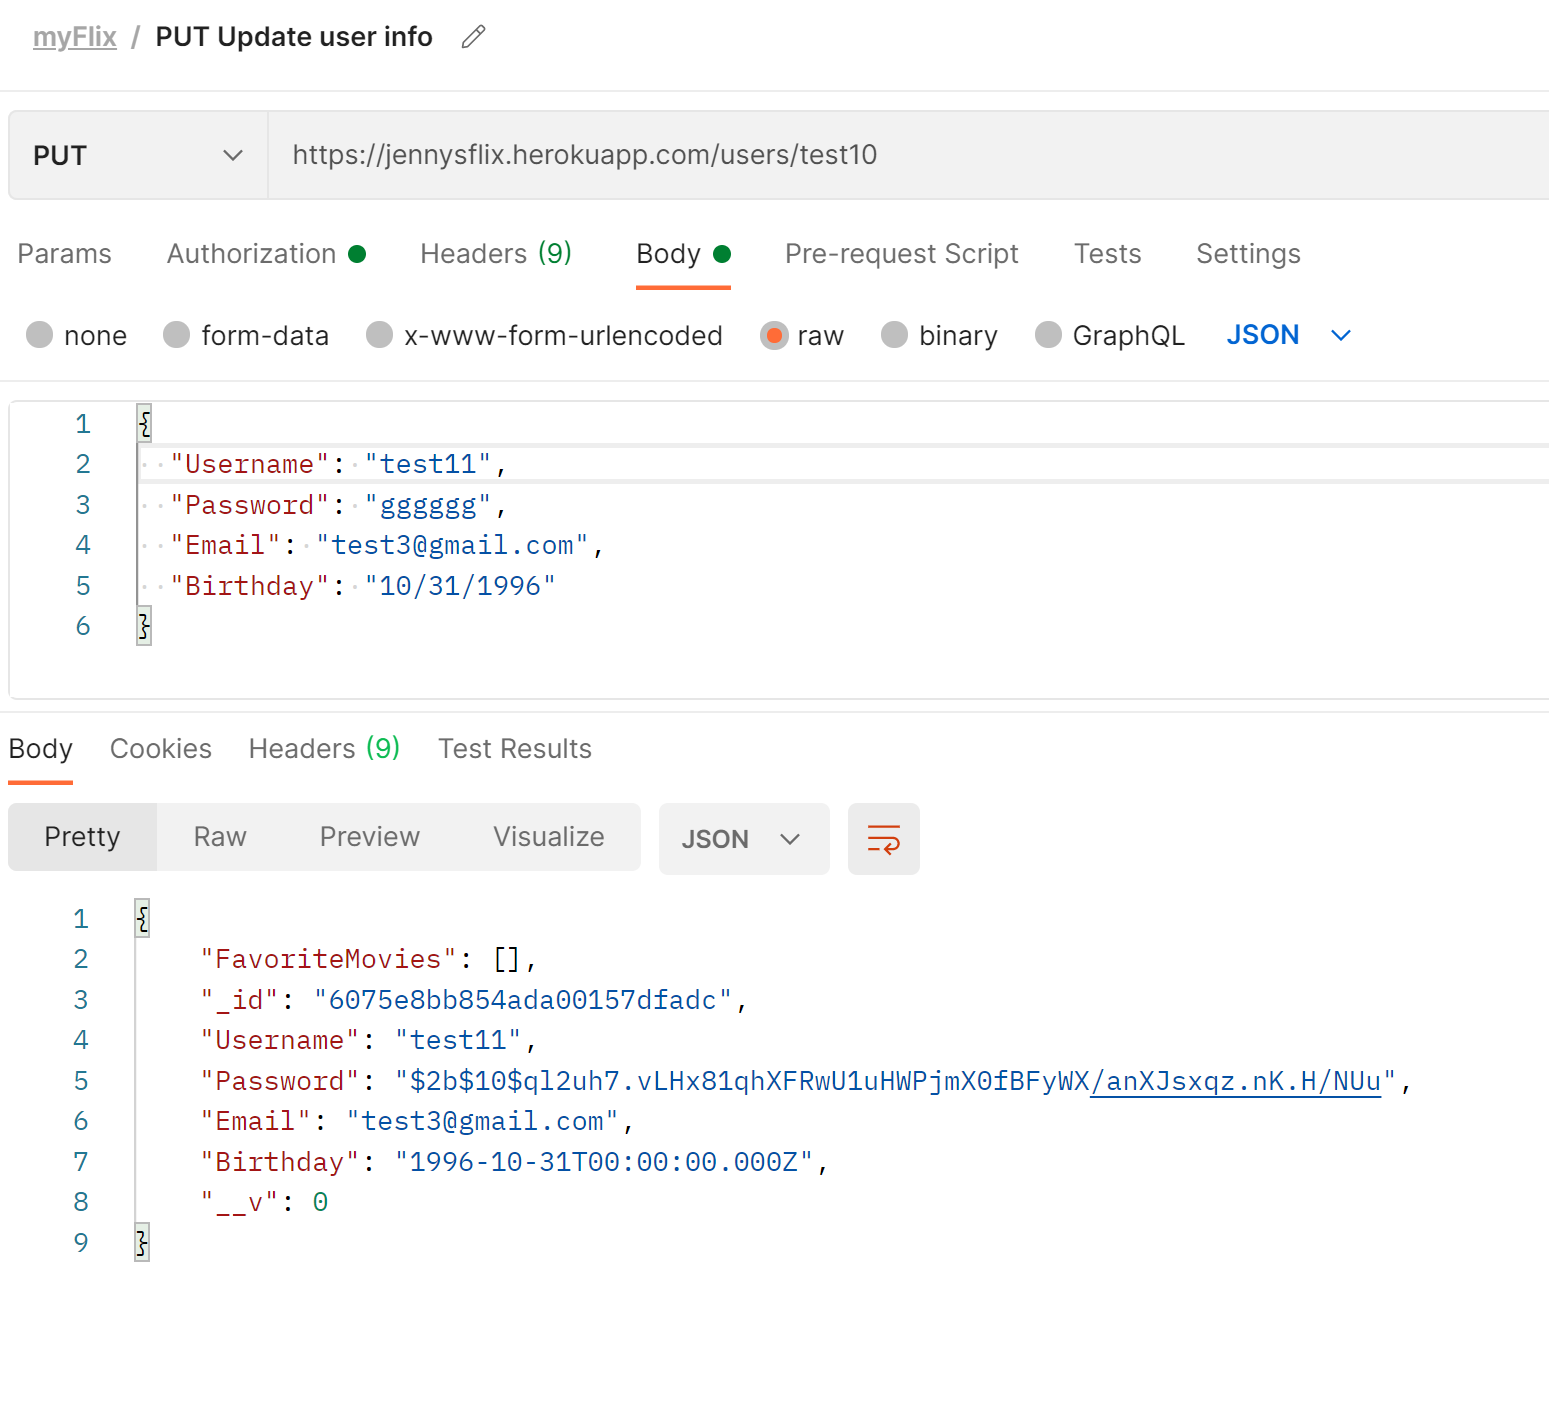 myFlix / PUT Update user info
PUT https://jennysflix.herokuapp.com/users/test10
Params Authorization Headers (9) Body Pre-request Script Tests Settings
none form-data x-www-form-urlencoded raw binary GraphQL JSON
1 {
2 "Username": "test11",
3 "Password": "gggggg",
4 "Email": "test3@gmail.com",
5 "Birthday": "10/31/1996"
6 }
Body Cookies Headers (9) Test Results
Pretty Raw Preview Visualize JSON
1 {
2 "FavoriteMovies": [],
3 "_id": "6075e8bb854ada00157dfadc",
4 "Username": "test11",
5 "Password": "$2b$10$ql2uh7.vLHx81qhXFRwU1uHWPjmX0fBFyWX/anXJsxqz.nK.H/NUu",
6 "Email": "test3@gmail.com",
7 "Birthday": "1996-10-31T00:00:00.000Z",
8 "__v": 0
9 }